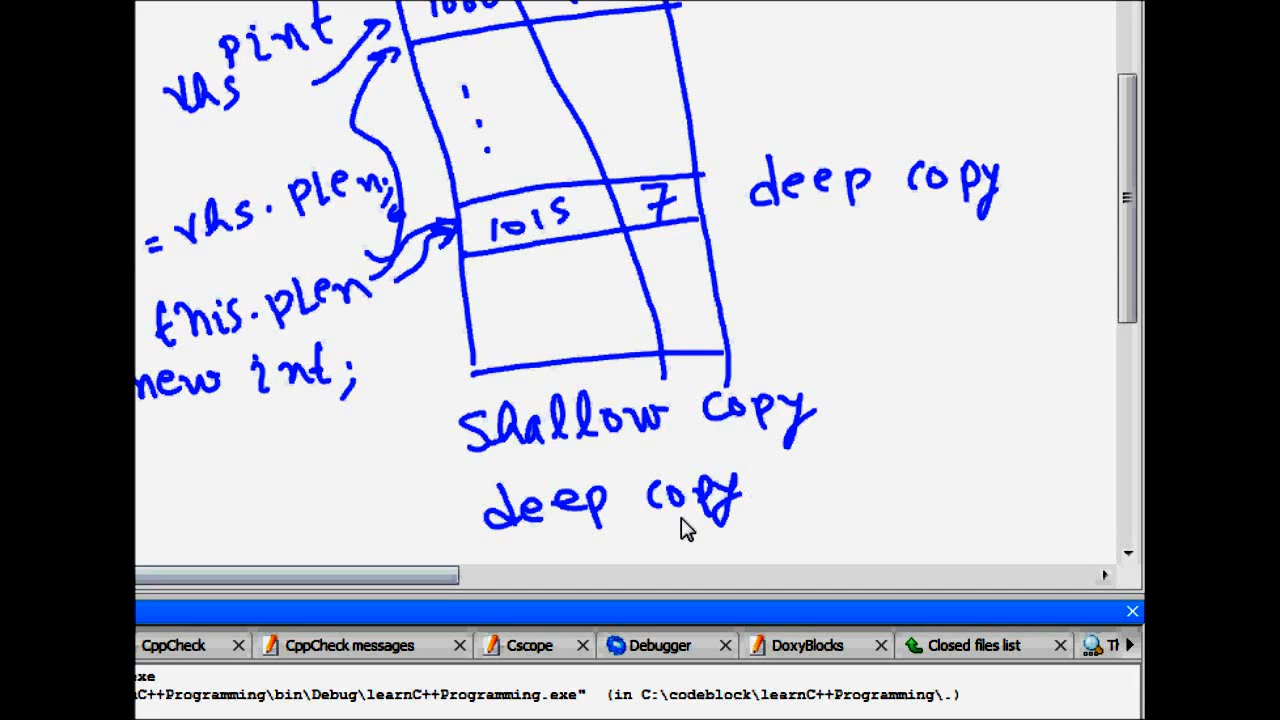 pint
rhs
deep copy
= rhs.pLen;
1015 7
this.pLen
new int;
shallow copy
deep copy
CppCheck
CppCheck messages
Cscope
Debugger
DoxyBlocks
Closed files list
Th
exe
C++Programming\bin\Debug\learnC++Programming.exe" (in C:\codeblock\learnC++Programming\.)